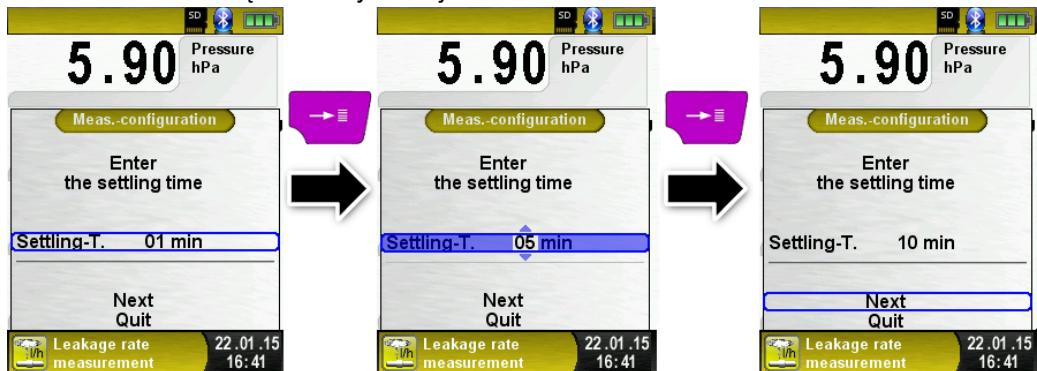 SD
5.90 Pressure
hPa
Meas.-configuration
Enter
the settling time
Settling-T. 01 min
Next
Quit
l/h Leakage rate 22.01.15
measurement 16:41
SD
5.90 Pressure
hPa
Meas.-configuration
Enter
the settling time
Settling-T. 05 min
Next
Quit
l/h Leakage rate 22.01.15
measurement 16:41
SD
5.90 Pressure
hPa
Meas.-configuration
Enter
the settling time
Settling-T. 10 min
Next
Quit
l/h Leakage rate 22.01.15
measurement 16:41